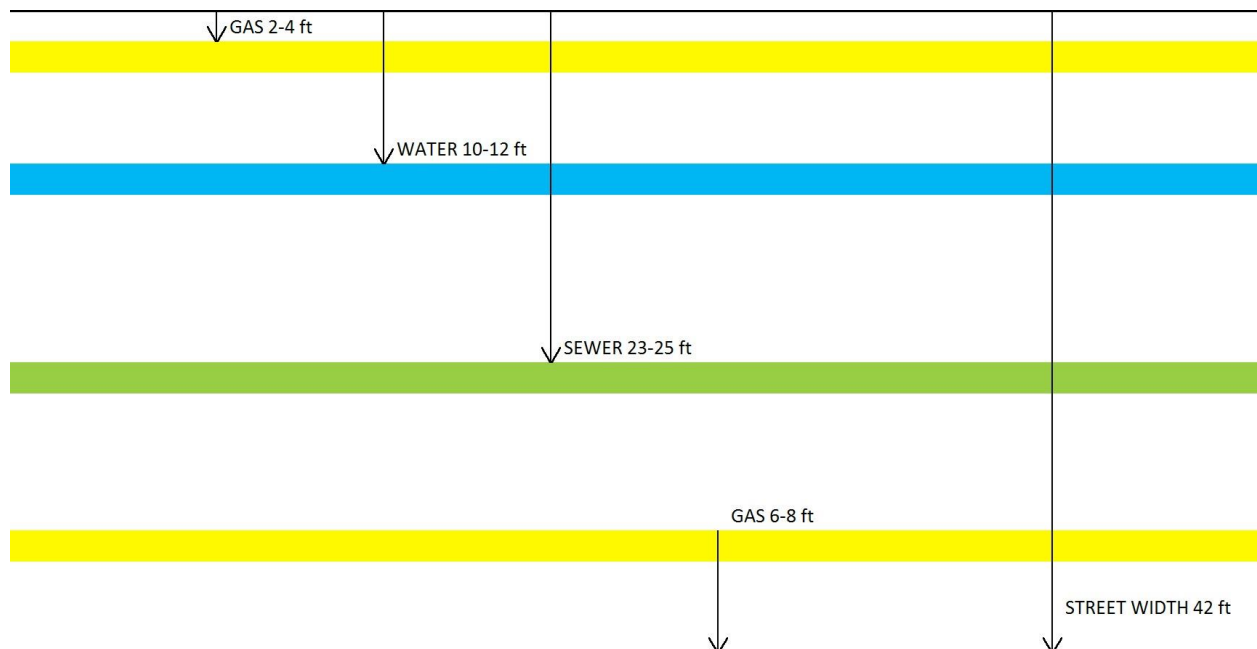 GAS 2-4 ft
WATER 10-12 ft
SEWER 23-25 ft
GAS 6-8 ft
STREET WIDTH 42 ft